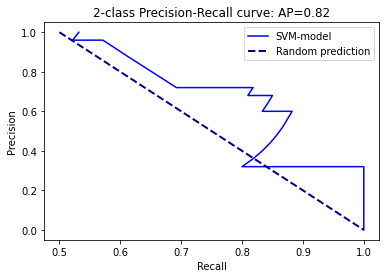 2-class Precision-Recall curve: AP=0.82
SVM-model
Random prediction
Precision
1.0
0.8
0.6
0.4
0.2
0.0
0.5 0.6 0.7 0.8 0.9 1.0
Recall